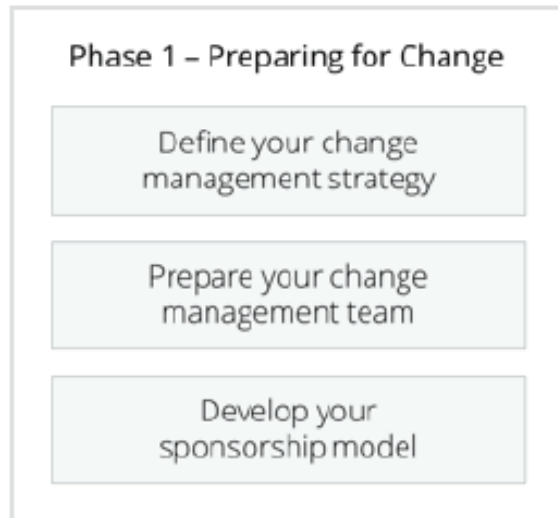 Phase 1 – Preparing for Change
Define your change
management strategy
Prepare your change
management team
Develop your
sponsorship model